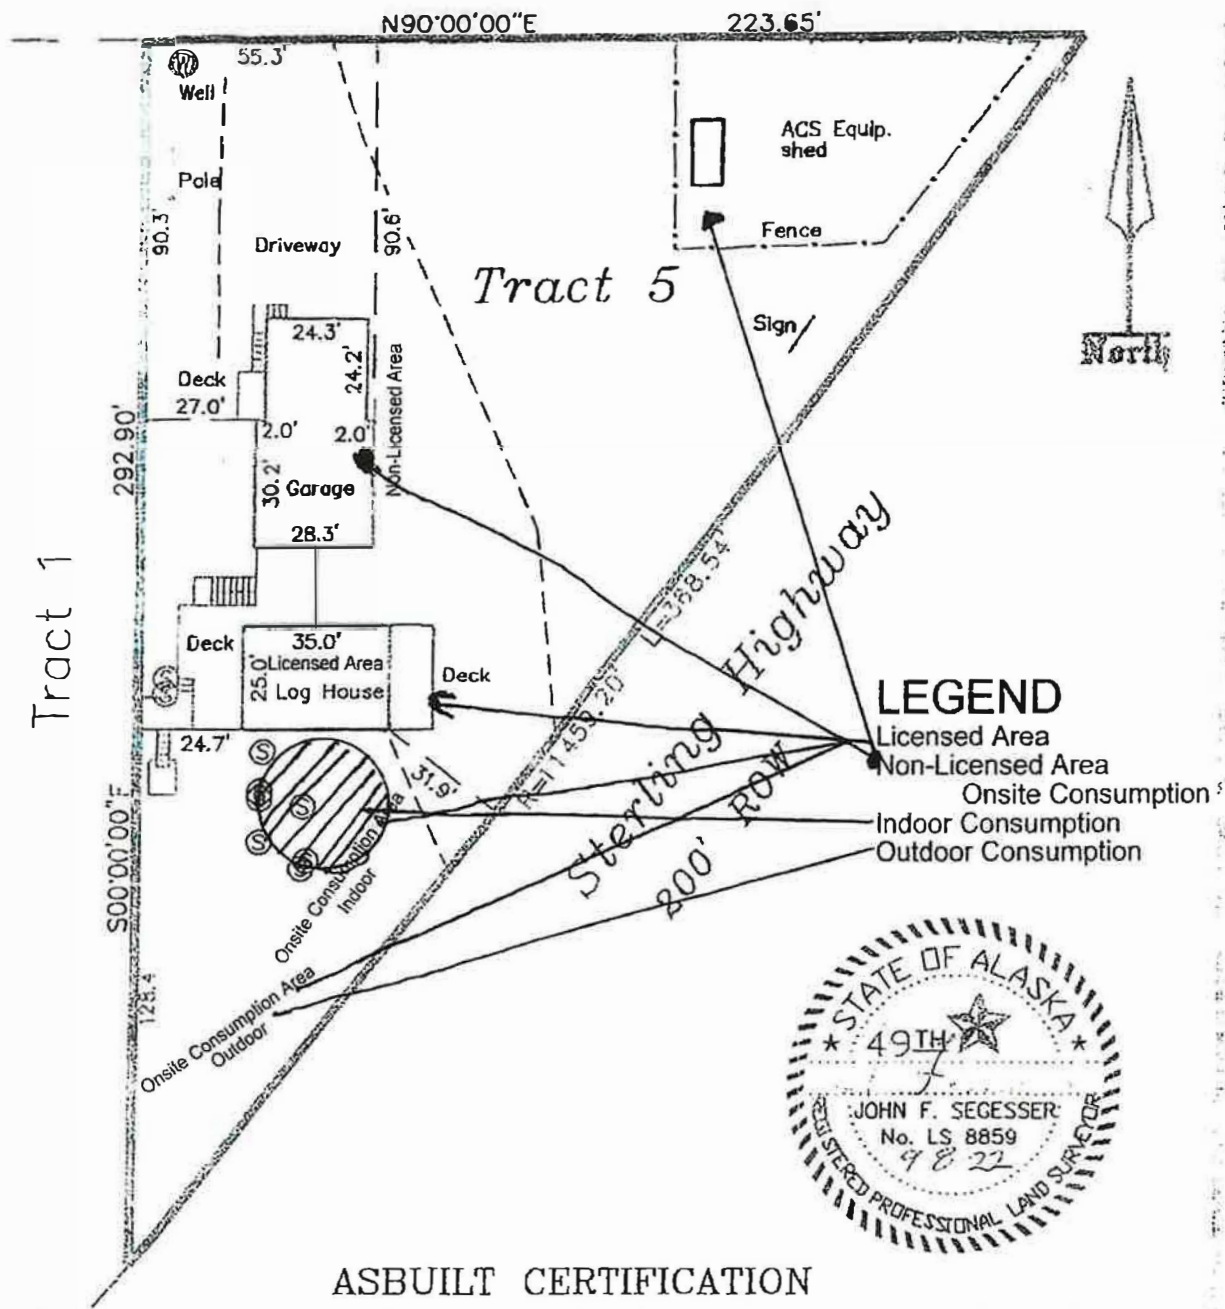 N90°00'00"E 223.65'
55.3'
W
Well
ACS Equip.
shed
Pole
90.3'
90.6'
Driveway
Fence
Tract 5
Sign
North
24.3'
24.2'
Non-Licensed Area
Deck
27.0'
2.0'
2.0'
292.90'
30.2'
Garage
28.3'
Tract 1
L=368.54'
Deck
35.0'
25.0'
Licensed Area
Log House
Deck
Sterling Highway
200' ROW
R=11459.20'
LEGEND
Licensed Area
Non-Licensed Area
Onsite Consumption
Indoor Consumption
Outdoor Consumption
24.7'
31.9'
S
S
S
Onsite Consumption Area
Indoor
S00°00'00"E
128.4
Onsite Consumption Area
Outdoor
STATE OF ALASKA
49TH
JOHN F. SEGESSER
No. LS 8859
9 8 22
REGISTERED PROFESSIONAL LAND SURVEYOR
ASBUILT CERTIFICATION